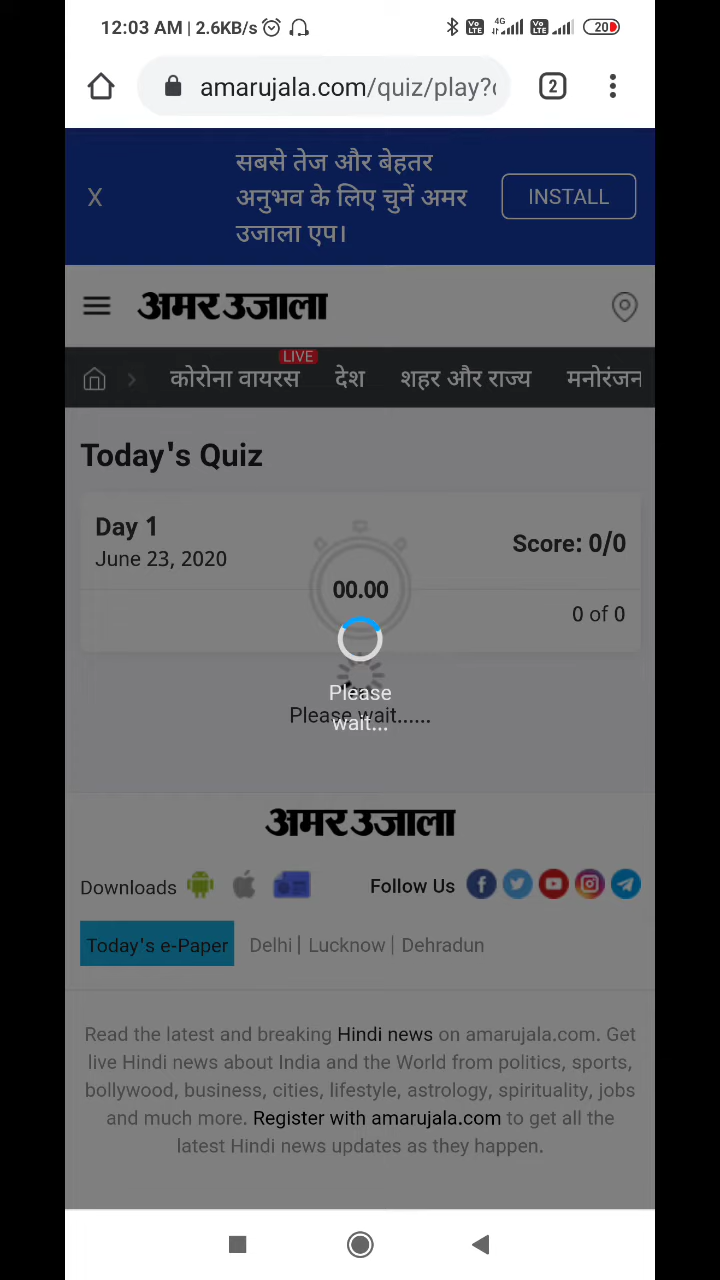 12:03 AM | 2.6KB/s
4G
Vo LTE
Vo LTE
20
amarujala.com/quiz/play?
2
सबसे तेज और बेहतर
अनुभव के लिए चुनें अमर
उजाला एप।
X
INSTALL
अमर उजाला
LIVE
कोरोना वायरस देश शहर और राज्य मनोरंजन
Today's Quiz
Day 1
June 23, 2020
Score: 0/0
00.00
0 of 0
Please
wait...
Please wait......
अमर उजाला
Downloads
Follow Us
Today's e-Paper Delhi | Lucknow | Dehradun
Read the latest and breaking Hindi news on amarujala.com. Get
live Hindi news about India and the World from politics, sports,
bollywood, business, cities, lifestyle, astrology, spirituality, jobs
and much more. Register with amarujala.com to get all the
latest Hindi news updates as they happen.